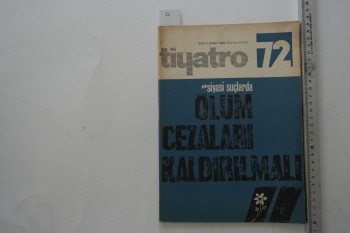 tiyatro 72
"siyasi suçlarda
ÖLÜM
CEZALARI
KALDIRILMALI